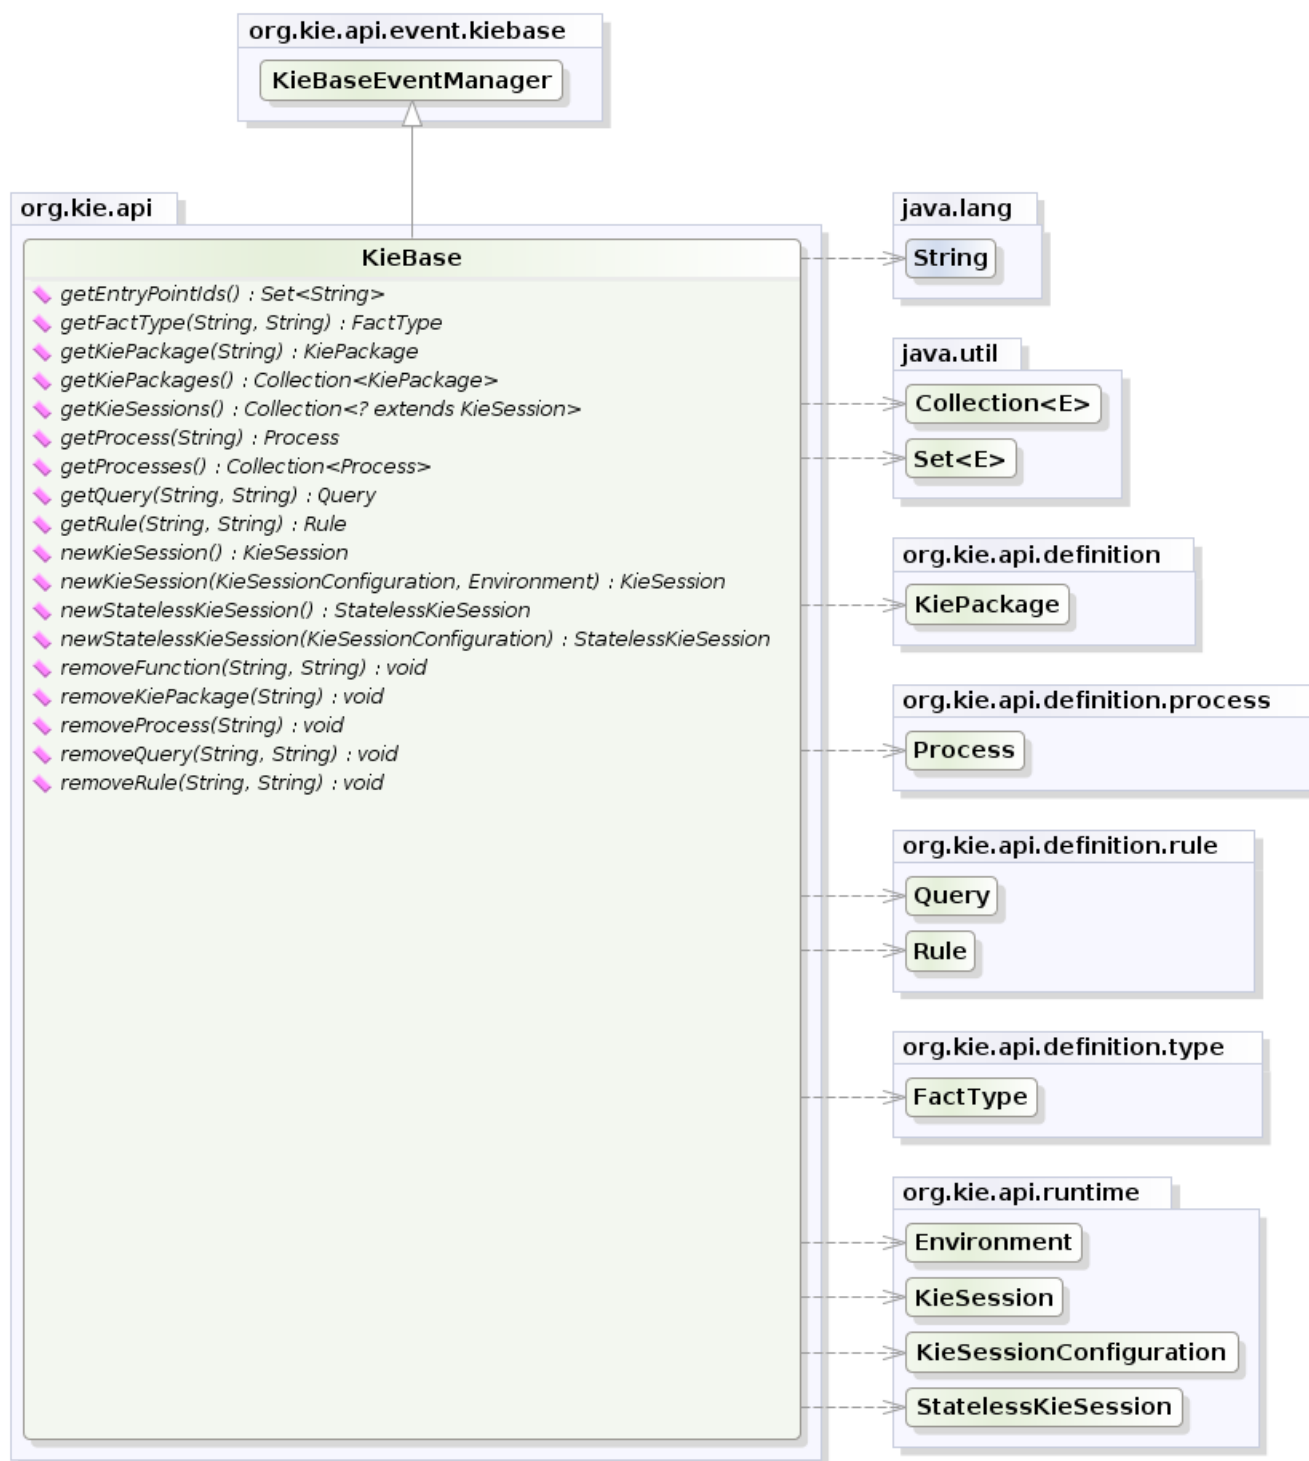 org.kie.api.event.kiebase
KieBaseEventManager
org.kie.api
KieBase
getEntryPointIds() : Set<String>
getFactType(String, String) : FactType
getKiePackage(String) : KiePackage
getKiePackages() : Collection<KiePackage>
getKieSessions() : Collection<? extends KieSession>
getProcess(String) : Process
getProcesses() : Collection<Process>
getQuery(String, String) : Query
getRule(String, String) : Rule
newKieSession() : KieSession
newKieSession(KieSessionConfiguration, Environment) : KieSession
newStatelessKieSession() : StatelessKieSession
newStatelessKieSession(KieSessionConfiguration) : StatelessKieSession
removeFunction(String, String) : void
removeKiePackage(String) : void
removeProcess(String) : void
removeQuery(String, String) : void
removeRule(String, String) : void
java.lang
String
java.util
Collection<E>
Set<E>
org.kie.api.definition
KiePackage
org.kie.api.definition.process
Process
org.kie.api.definition.rule
Query
Rule
org.kie.api.definition.type
FactType
org.kie.api.runtime
Environment
KieSession
KieSessionConfiguration
StatelessKieSession